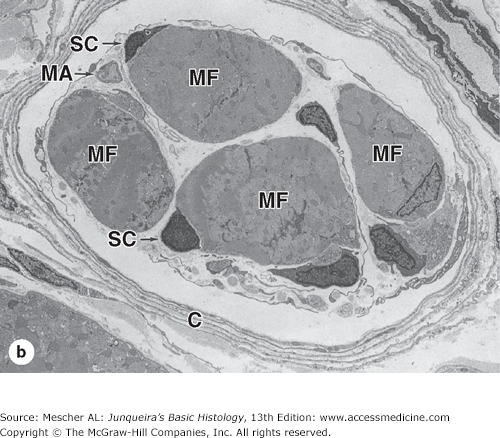 SC
MF
MA
MF
MF
MF
SC
C
b
Source: Mescher AL: Junqueira's Basic Histology, 13th Edition: www.accessmedicine.com
Copyright © The McGraw-Hill Companies, Inc. All rights reserved.